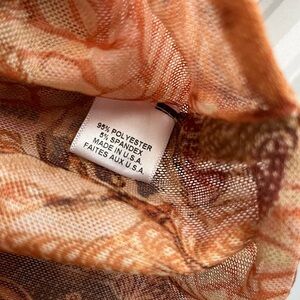 95% POLYESTER
5% SPANDEX
MADE IN U.S.A.
FAITES AUX U.S.A